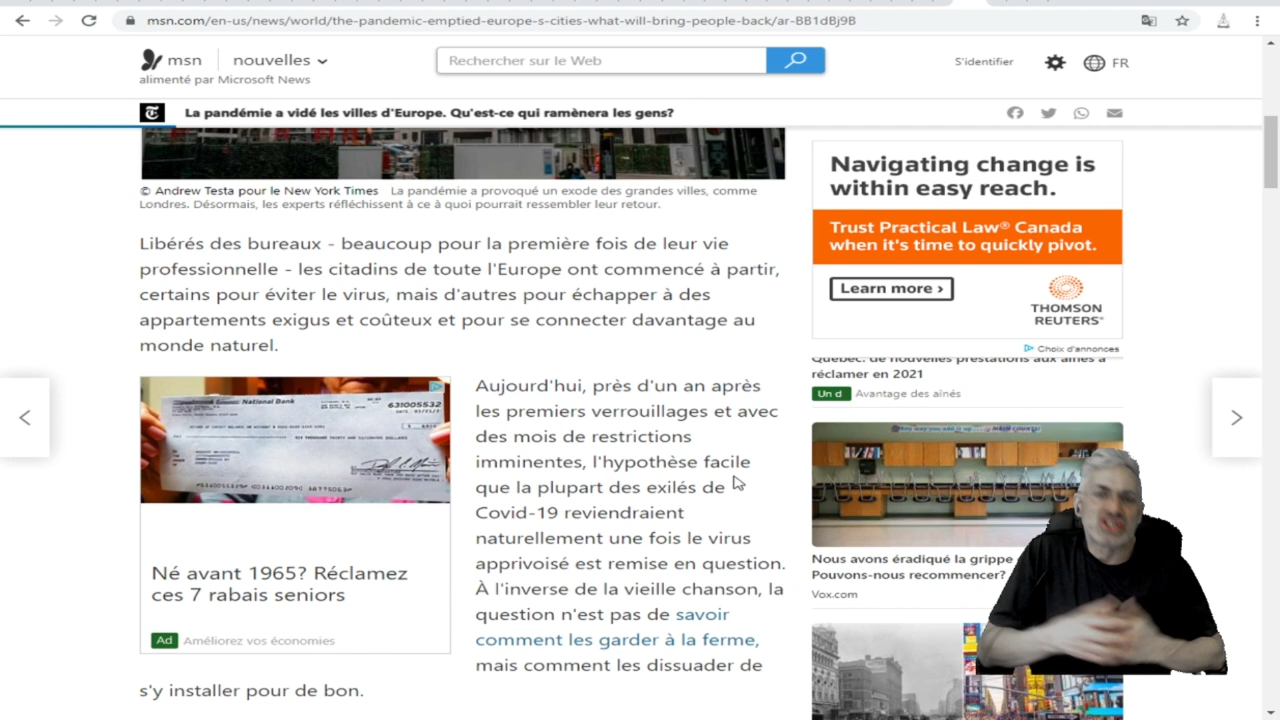 msn.com/en-us/news/world/the-pandemic-emptied-europe-s-cities-what-will-bring-people-back/ar-BB1dBj9B
msn
nouvelles
alimenté par Microsoft News
Rechercher sur le Web
S'identifier
FR
La pandémie a vidé les villes d'Europe. Qu'est-ce qui ramènera les gens?
© Andrew Testa pour le New York Times La pandémie a provoqué un exode des grandes villes, comme
Londres. Désormais, les experts réfléchissent à ce à quoi pourrait ressembler leur retour.
Libérés des bureaux - beaucoup pour la première fois de leur vie
professionnelle - les citadins de toute l'Europe ont commencé à partir,
certains pour éviter le virus, mais d'autres pour échapper à des
appartements exigus et coûteux et pour se connecter davantage au
monde naturel.
National Bank
631005532
Né avant 1965? Réclamez
ces 7 rabais seniors
Ad Améliorez vos économies
Aujourd'hui, près d'un an après
les premiers verrouillages et avec
des mois de restrictions
imminentes, l'hypothèse facile
que la plupart des exilés de
Covid-19 reviendraient
naturellement une fois le virus
apprivoisé est remise en question.
À l'inverse de la vieille chanson, la
question n'est pas de savoir
comment les garder à la ferme,
mais comment les dissuader de
s'y installer pour de bon.
Navigating change is
within easy reach.
Trust Practical Law® Canada
when it's time to quickly pivot.
Learn more ›
THOMSON
REUTERS®
Choix d'annonces
Québec: de nouvelles prestations aux aînés à
réclamer en 2021
Un d Avantage des aînés
Nous avons éradiqué la grippe
Pouvons-nous recommencer?
Vox.com